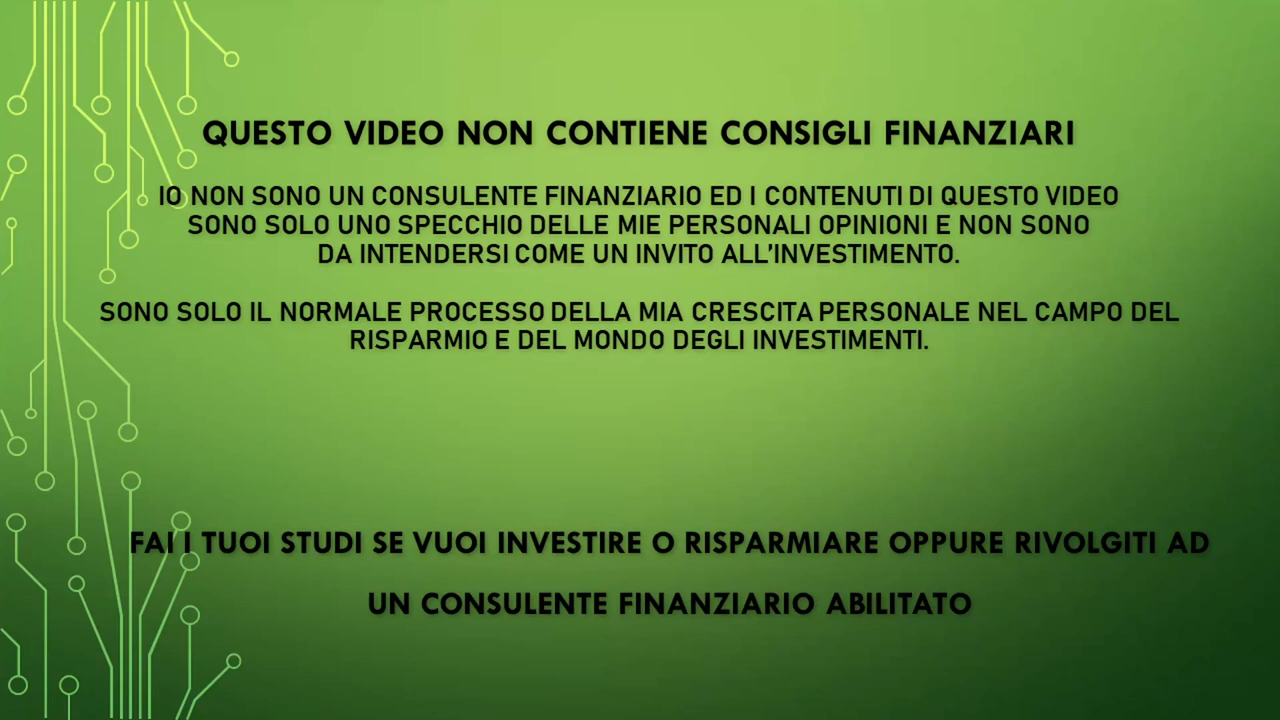 QUESTO VIDEO NON CONTIENE CONSIGLI FINANZIARI
IO NON SONO UN CONSULENTE FINANZIARIO ED I CONTENUTI DI QUESTO VIDEO
SONO SOLO UNO SPECCHIO DELLE MIE PERSONALI OPINIONI E NON SONO
DA INTENDERSI COME UN INVITO ALL'INVESTIMENTO.
SONO SOLO IL NORMALE PROCESSO DELLA MIA CRESCITA PERSONALE NEL CAMPO DEL
RISPARMIO E DEL MONDO DEGLI INVESTIMENTI.
FAI I TUOI STUDI SE VUOI INVESTIRE O RISPARMIARE OPPURE RIVOLGITI AD
UN CONSULENTE FINANZIARIO ABILITATO